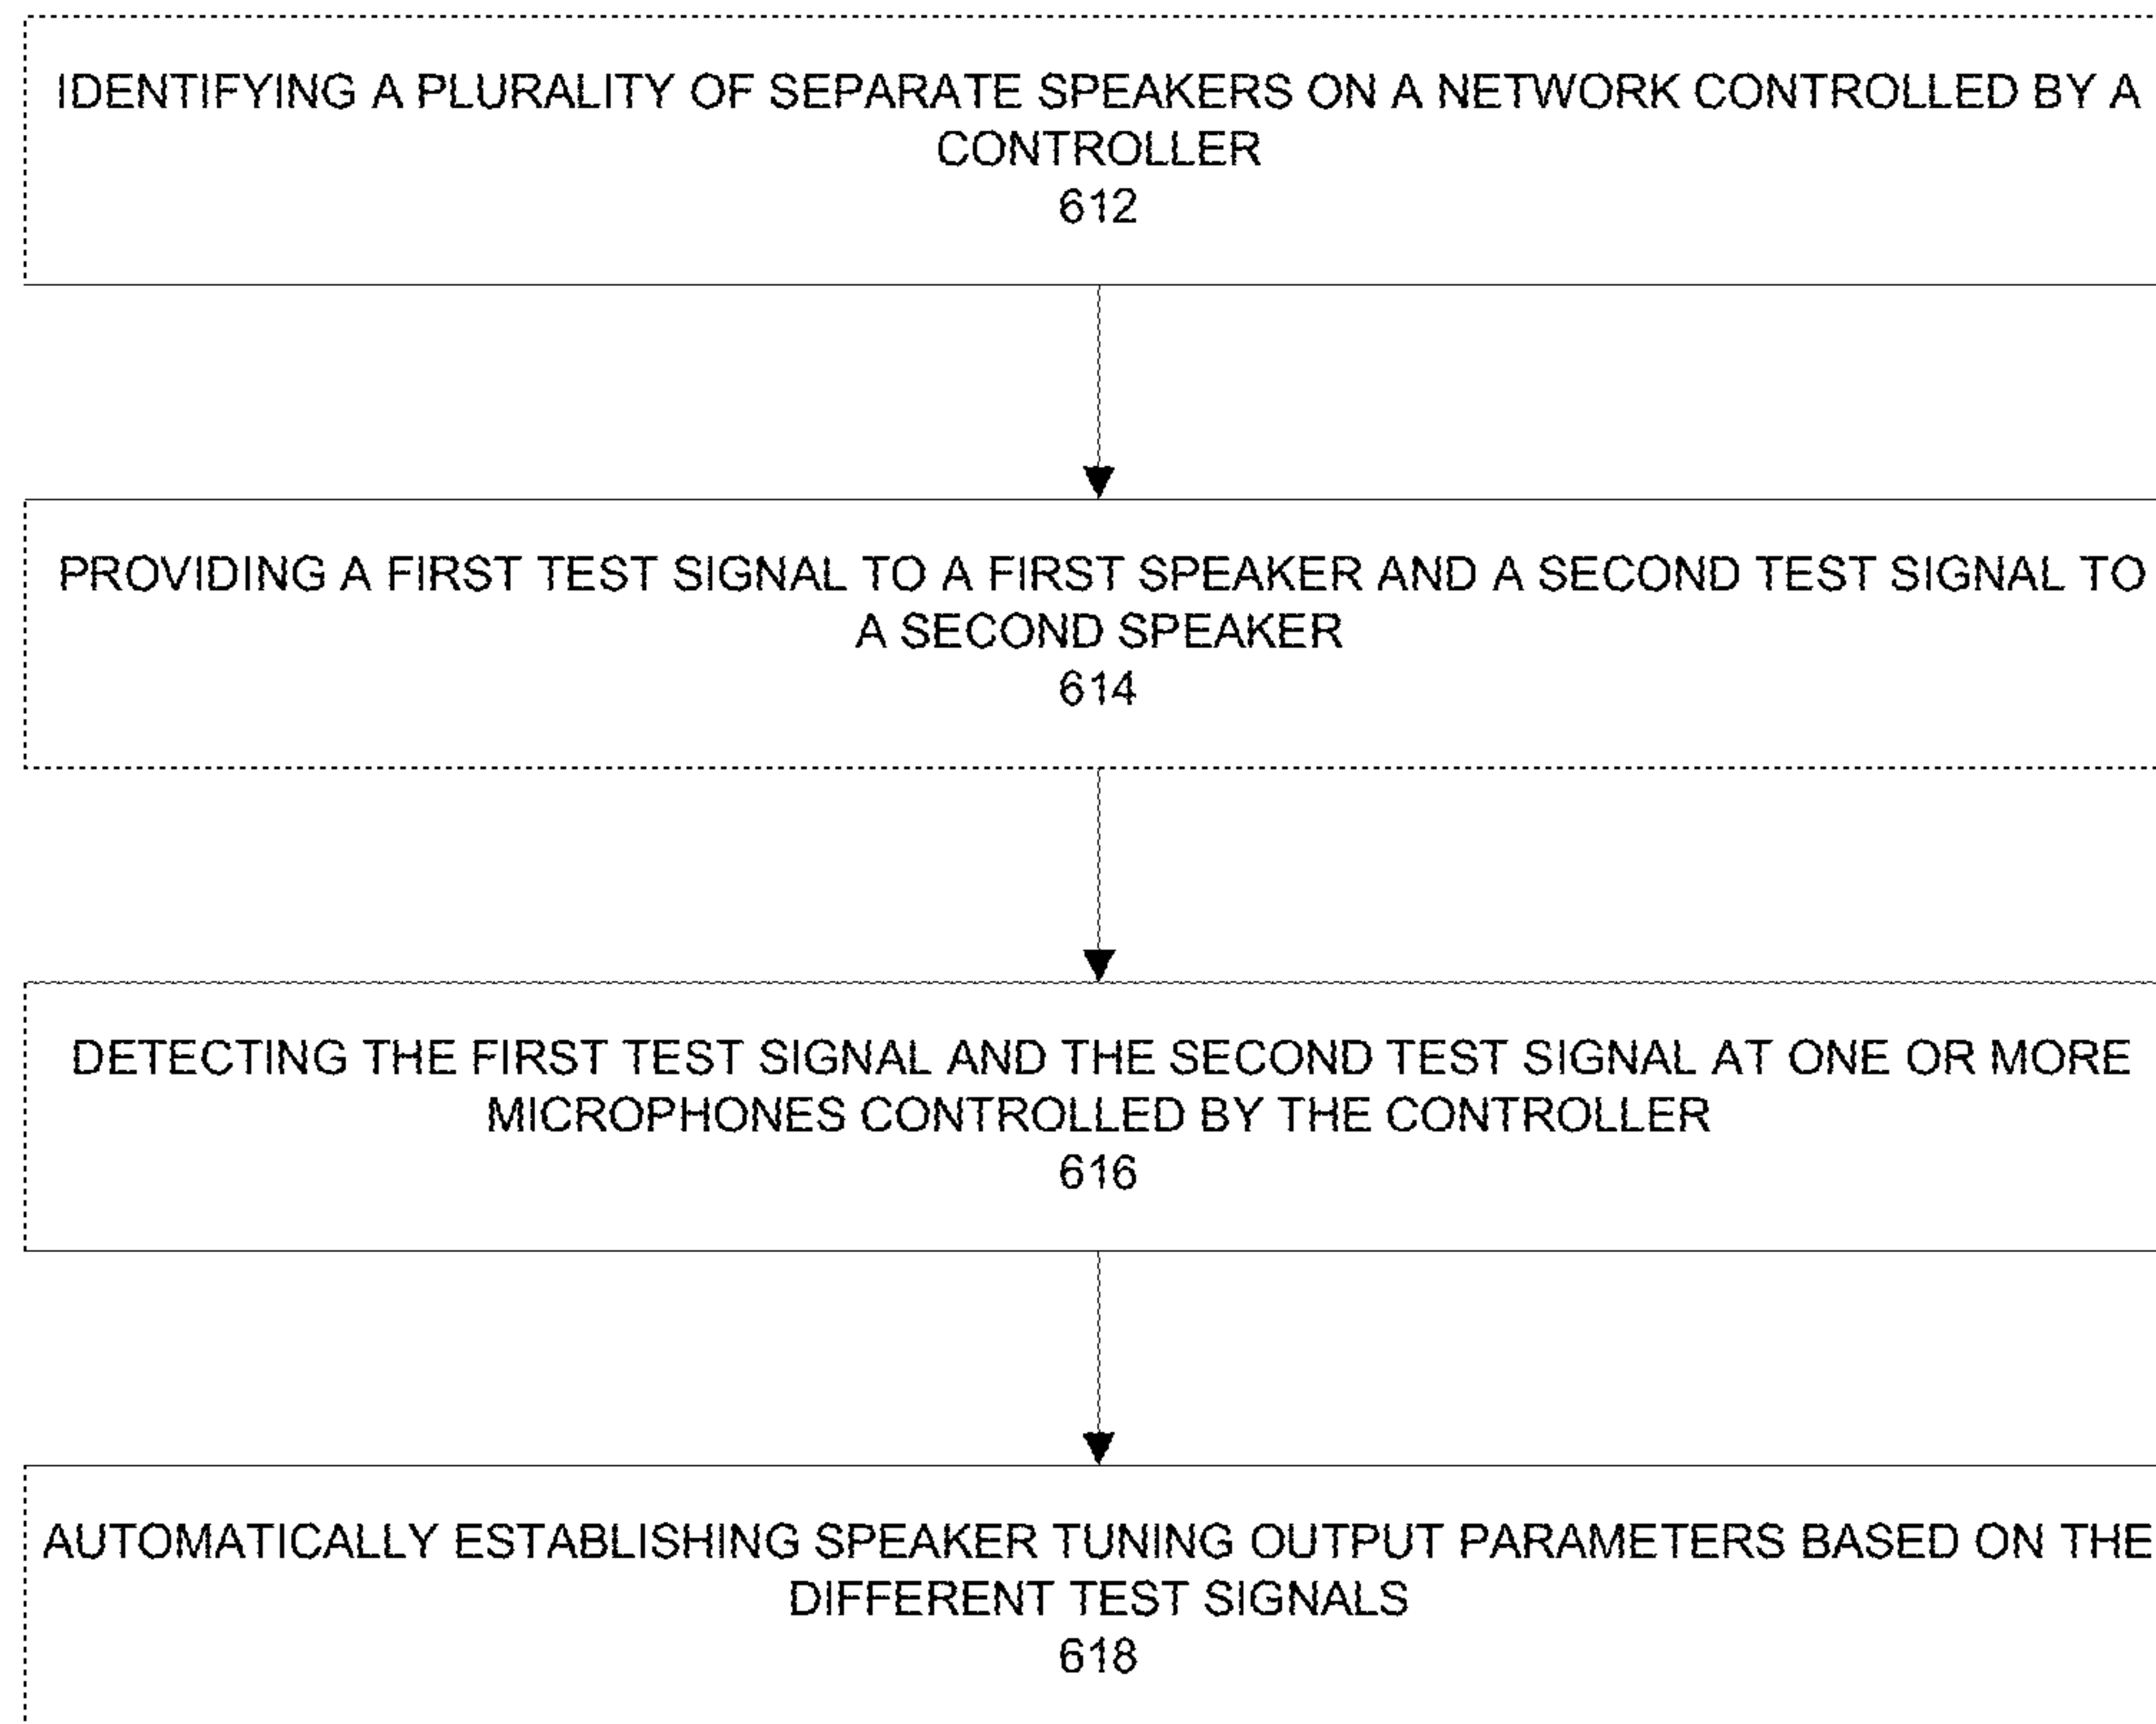 IDENTIFYING A PLURALITY OF SEPARATE SPEAKERS ON A NETWORK CONTROLLED BY A
CONTROLLER
612
PROVIDING A FIRST TEST SIGNAL TO A FIRST SPEAKER AND A SECOND TEST SIGNAL TO
A SECOND SPEAKER
614
DETECTING THE FIRST TEST SIGNAL AND THE SECOND TEST SIGNAL AT ONE OR MORE
MICROPHONES CONTROLLED BY THE CONTROLLER
616
AUTOMATICALLY ESTABLISHING SPEAKER TUNING OUTPUT PARAMETERS BASED ON THE
DIFFERENT TEST SIGNALS
618